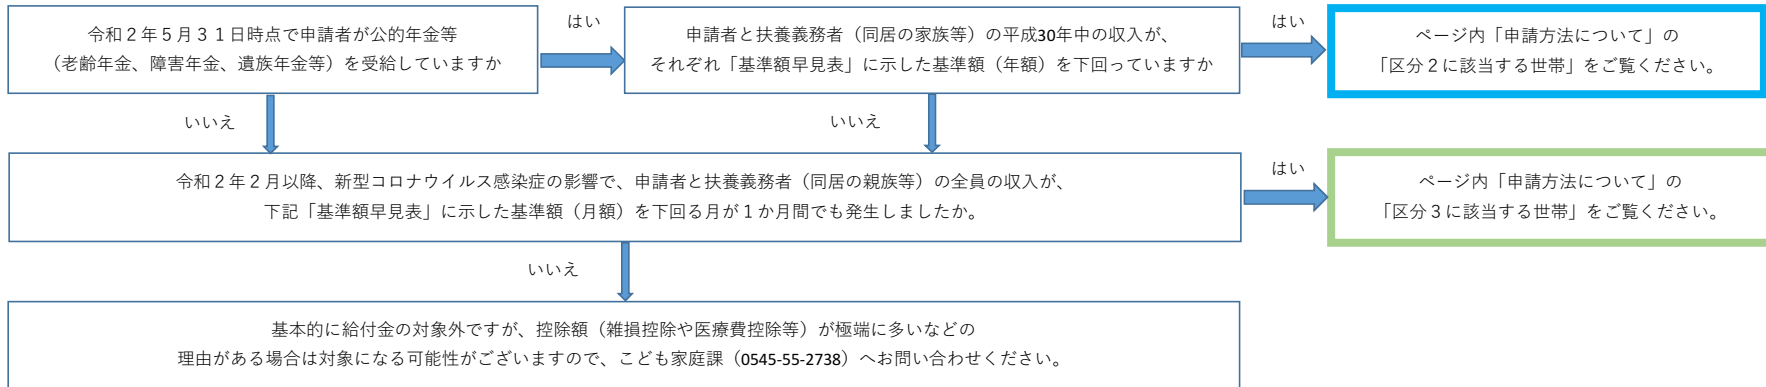 令和２年５月３１日時点で申請者が公的年金等
（老齢年金、障害年金、遺族年金等）を受給していますか
はい
申請者と扶養義務者（同居の家族等）の平成30年中の収入が、
それぞれ「基準額早見表」に示した基準額（年額）を下回っていますか
はい
ページ内「申請方法について」の
「区分２に該当する世帯」をご覧ください。
いいえ
いいえ
令和２年２月以降、新型コロナウイルス感染症の影響で、申請者と扶養義務者（同居の親族等）の全員の収入が、
下記「基準額早見表」に示した基準額（月額）を下回る月が１か月間でも発生しましたか。
はい
ページ内「申請方法について」の
「区分３に該当する世帯」をご覧ください。
いいえ
基本的に給付金の対象外ですが、控除額（雑損控除や医療費控除等）が極端に多いなどの
理由がある場合は対象になる可能性がございますので、こども家庭課（0545-55-2738）へお問い合わせください。